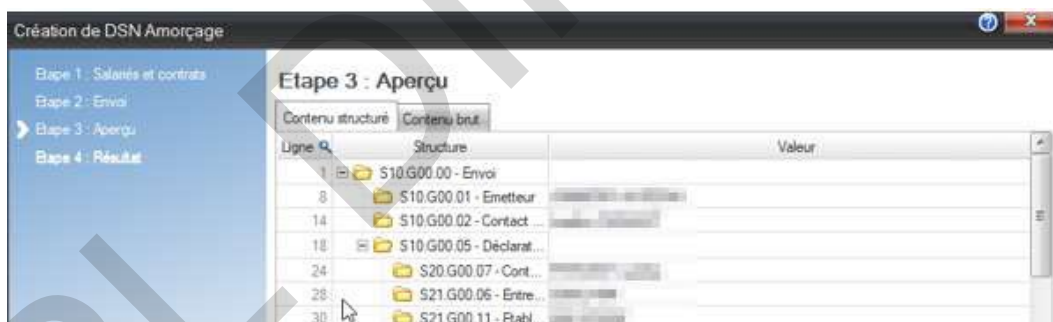 Création de DSN Amorçage
Etape 1 : Salariés et contrats
Etape 2 : Envoi
Etape 3 : Aperçu
Etape 4 : Résultat
Etape 3 : Aperçu
Contenu structuré Contenu brut
Ligne Structure Valeur
1 S10.G00.00 - Envoi
8 S10.G00.01 - Emetteur
14 S10.G00.02 - Contact ...
18 S10.G00.05 - Déclarat...
24 S20.G00.07 - Cont...
28 S21.G00.06 - Entre...
30 S21.G00.11 - Etabl...